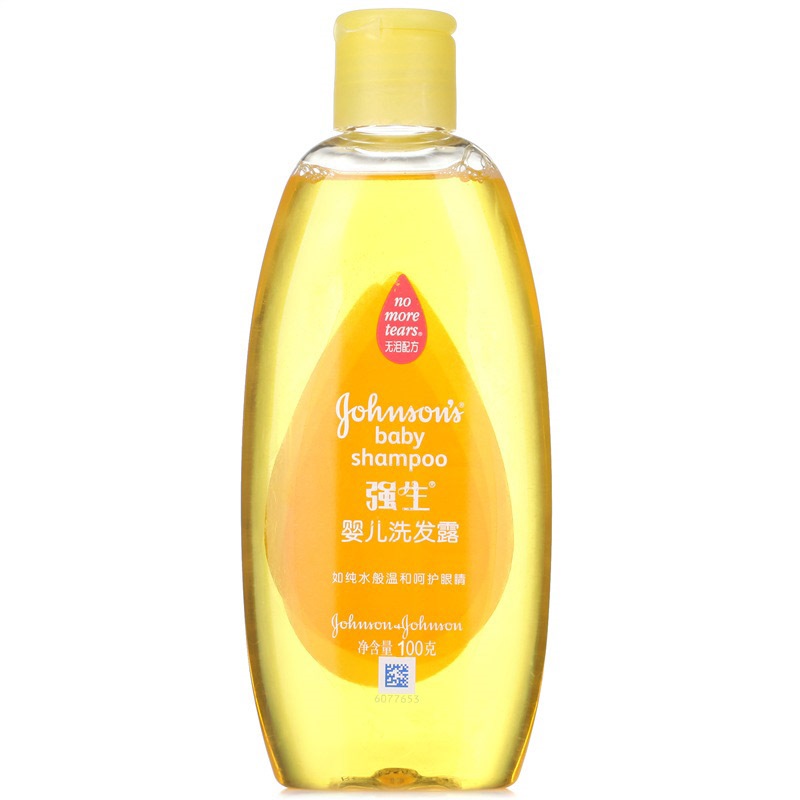 no
more
tears®
无泪配方
Johnson's®
baby
shampoo
强生®
婴儿洗发露
如纯水般温和呵护眼睛
Johnson+Johnson
净含量 100克
6077653